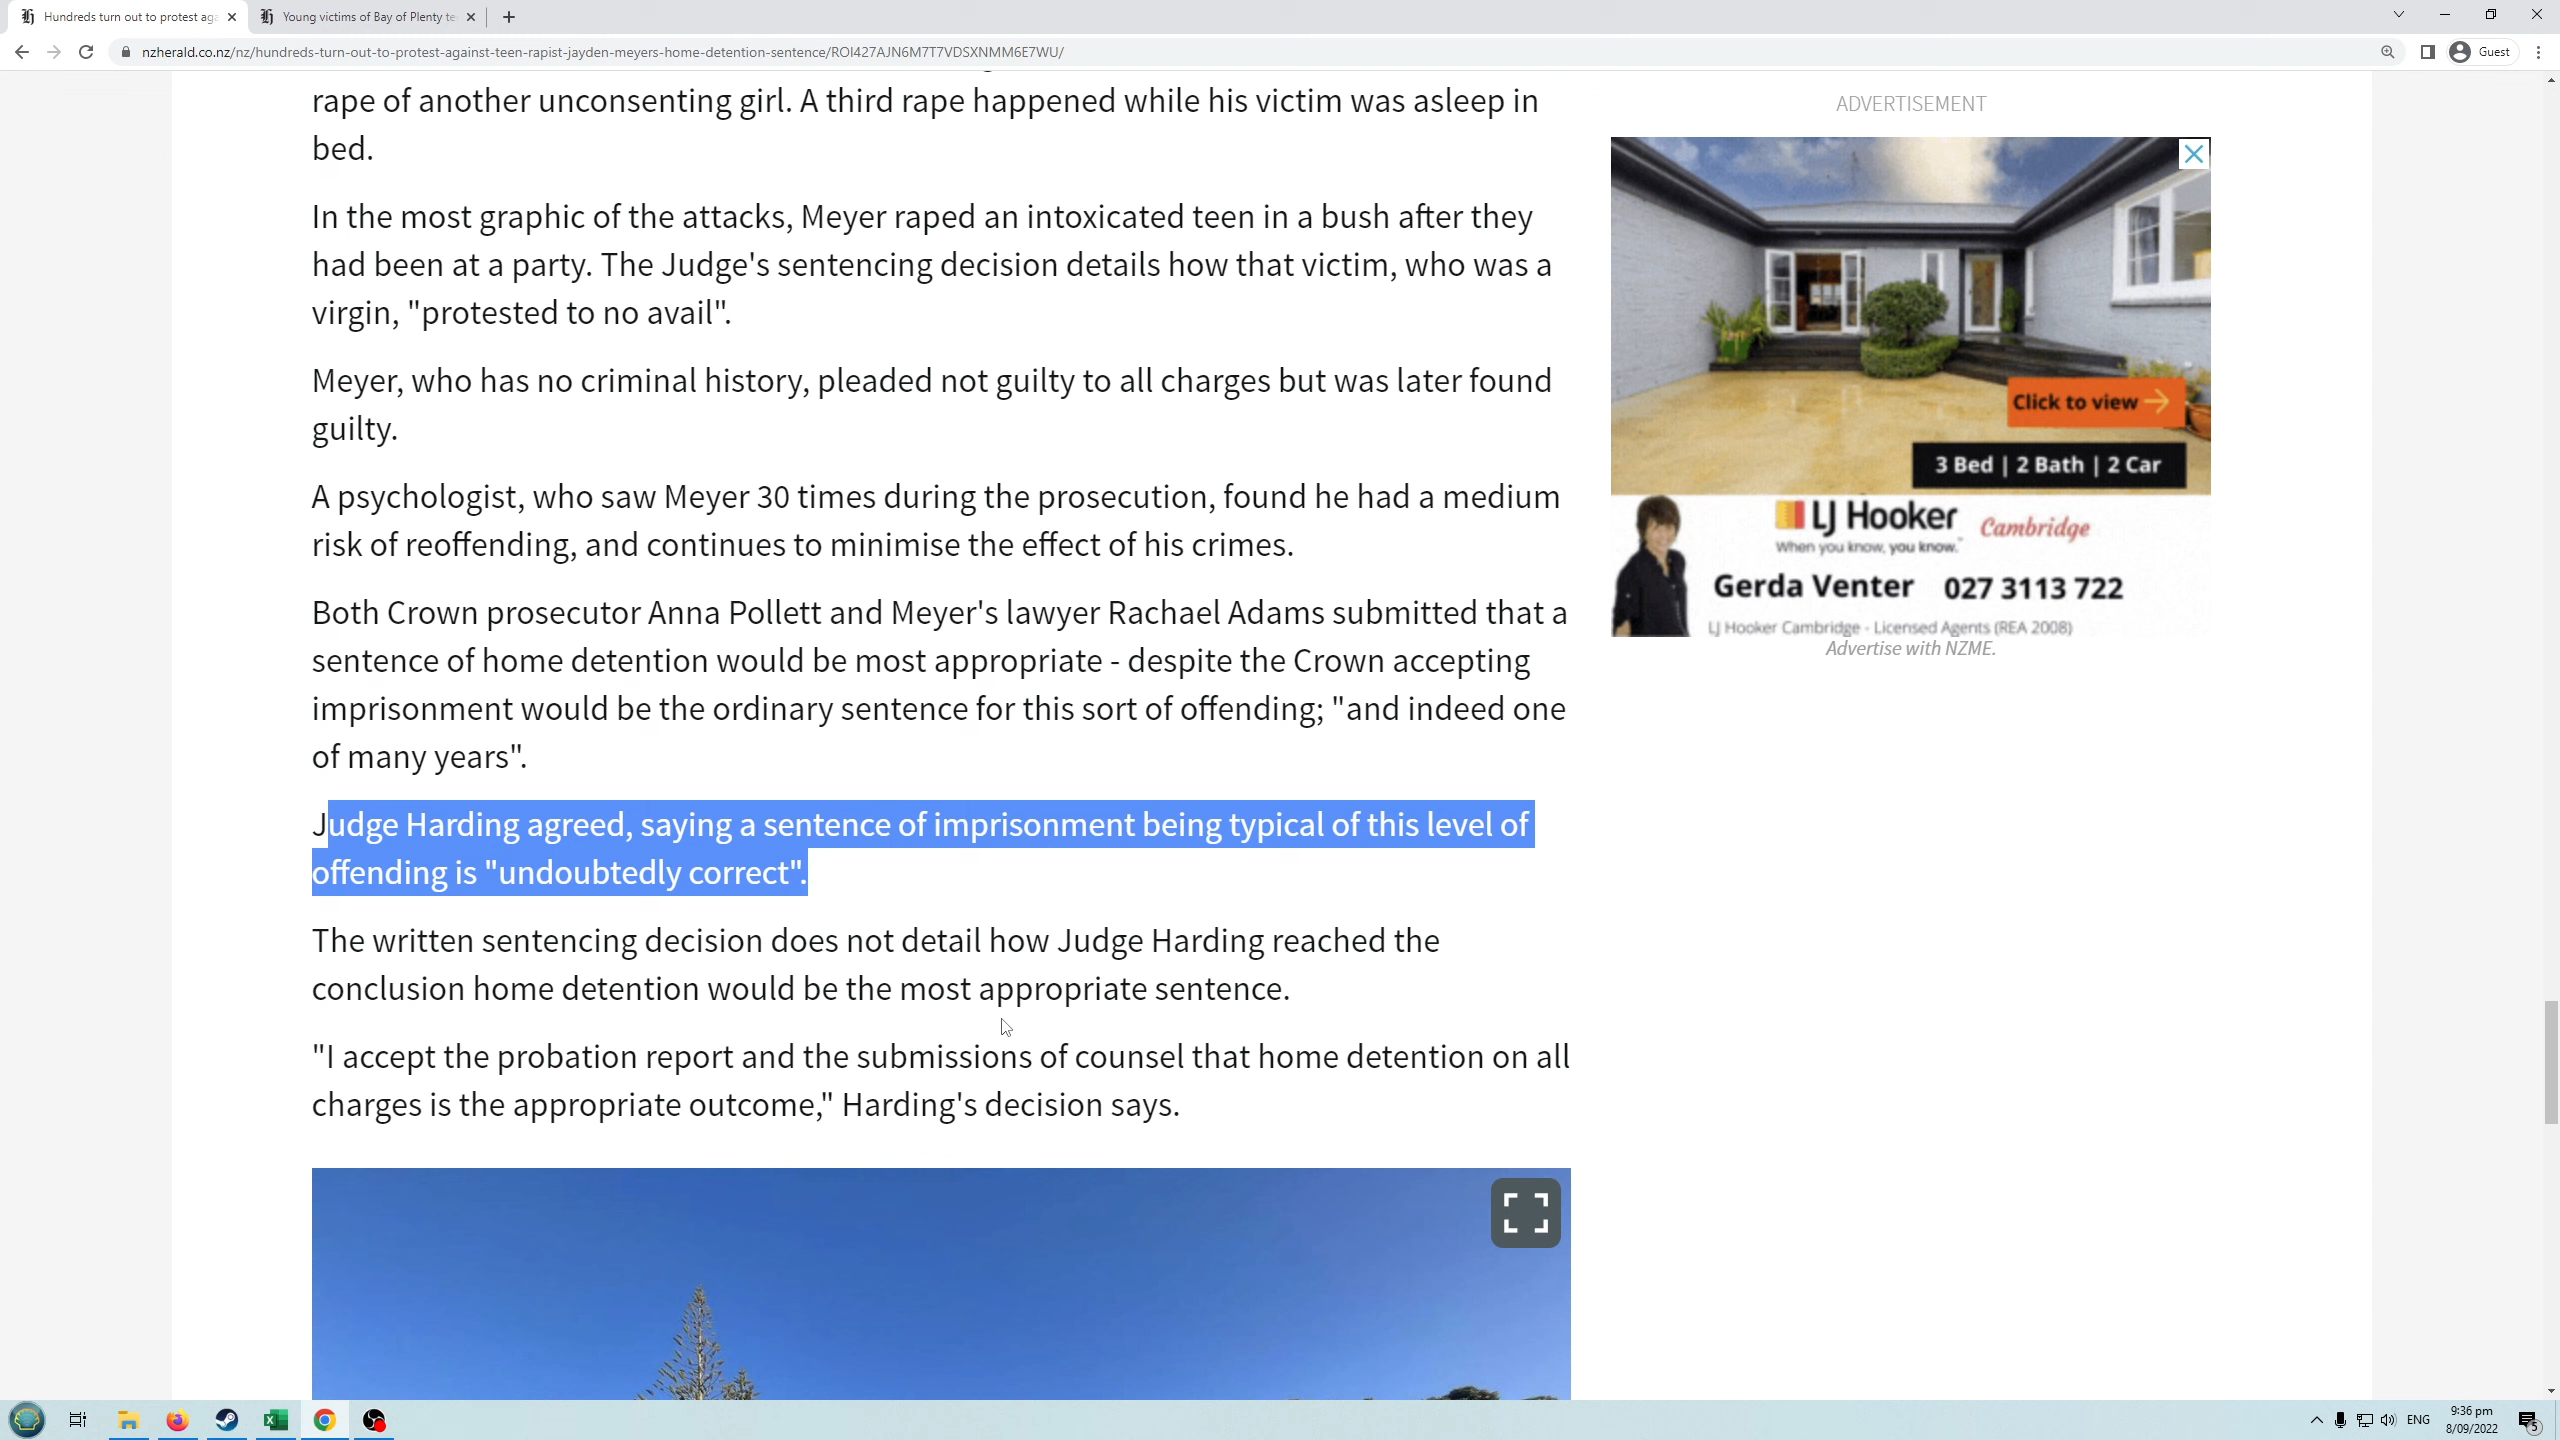 Hundreds turn out to protest aga
Young victims of Bay of Plenty te
nzherald.co.nz/nz/hundreds-turn-out-to-protest-against-teen-rapist-jayden-meyers-home-detention-sentence/ROI427AJN6M7T7VDSXNMM6E7WU/
Guest
rape of another unconsenting girl. A third rape happened while his victim was asleep in
bed.
In the most graphic of the attacks, Meyer raped an intoxicated teen in a bush after they
had been at a party. The Judge's sentencing decision details how that victim, who was a
virgin, "protested to no avail".
Meyer, who has no criminal history, pleaded not guilty to all charges but was later found
guilty.
A psychologist, who saw Meyer 30 times during the prosecution, found he had a medium
risk of reoffending, and continues to minimise the effect of his crimes.
Both Crown prosecutor Anna Pollett and Meyer's lawyer Rachael Adams submitted that a
sentence of home detention would be most appropriate - despite the Crown accepting
imprisonment would be the ordinary sentence for this sort of offending; "and indeed one
of many years".
Judge Harding agreed, saying a sentence of imprisonment being typical of this level of
offending is "undoubtedly correct".
The written sentencing decision does not detail how Judge Harding reached the
conclusion home detention would be the most appropriate sentence.
"I accept the probation report and the submissions of counsel that home detention on all
charges is the appropriate outcome," Harding's decision says.
ADVERTISEMENT
Click to view
3 Bed | 2 Bath | 2 Car
LJ Hooker Cambridge
When you know, you know.
Gerda Venter 027 3113 722
LJ Hooker Cambridge - Licensed Agents (REA 2008)
Advertise with NZME.
ENG
9:36 pm
8/09/2022
5